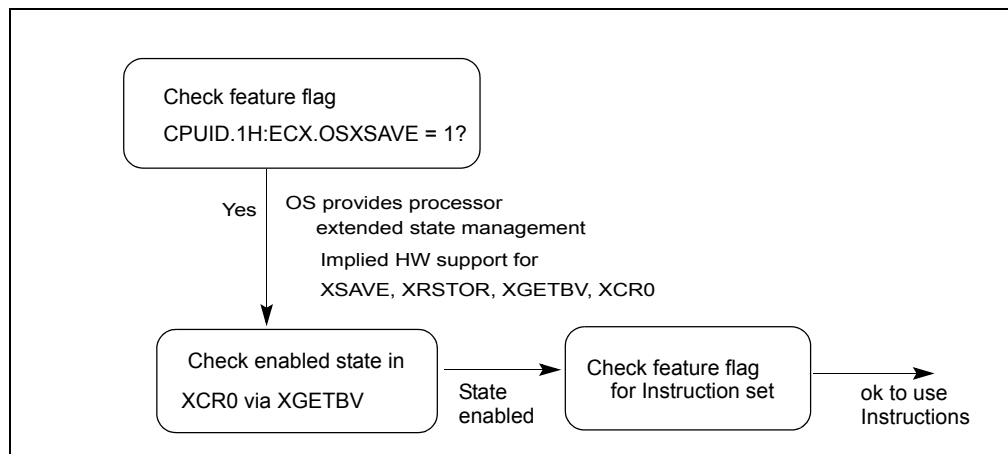 Check feature flag
CPUID.1H:ECX.OSXSAVE = 1?
Yes
OS provides processor
extended state management
Implied HW support for
XSAVE, XRSTOR, XGETBV, XCR0
Check enabled state in
XCR0 via XGETBV
State
enabled
Check feature flag
for Instruction set
ok to use
Instructions